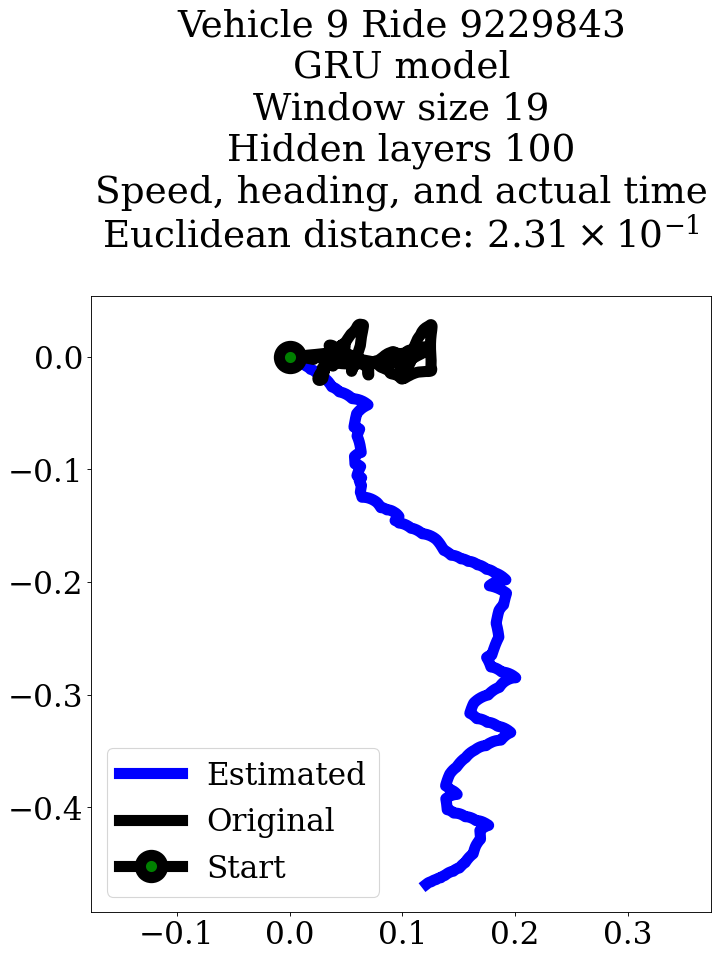 Vehicle 9 Ride 9229843
GRU model
Window size 19
Hidden layers 100
Speed, heading, and actual time
Euclidean distance: 2.31 × 10⁻¹
0.0
−0.1
−0.2
−0.3
−0.4
Estimated
Original
Start
−0.1 0.0 0.1 0.2 0.3